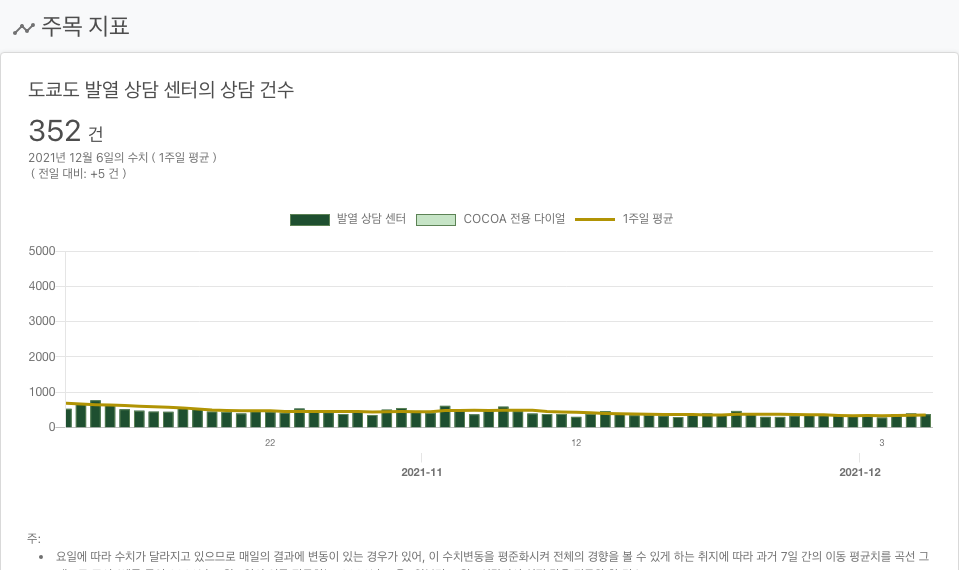 주목 지표
도쿄도 발열 상담 센터의 상담 건수
352 건
2021년 12월 6일의 수치 ( 1주일 평균 )
( 전일 대비: +5 건 )
발열 상담 센터 COCOA 전용 다이얼 1주일 평균
5000
4000
3000
2000
1000
0
22 12 3
2021-11 2021-12
주:
• 요일에 따라 수치가 달라지고 있으므로 매일의 결과에 변동이 있는 경우가 있어, 이 수치변동을 평준화시켜 전체의 경향을 볼 수 있게 하는 취지에 따라 과거 7일 간의 이동 평균치를 곡선 그